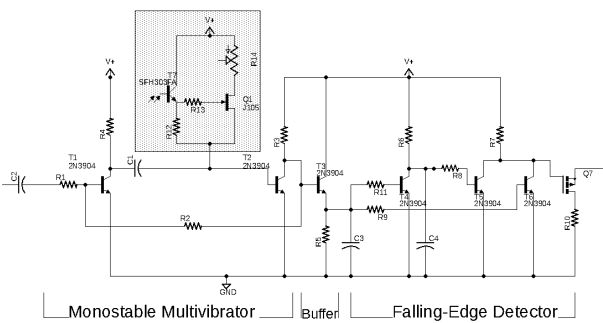 V+
R14
T7
SFH303FA
Q1
J105
R13
R12
V+
V+
R4
C1
R3
R6
R7
T1
2N3904
T2
2N3904
T3
2N3904
C2
R1
R8
Q7
R11
T4
2N3904
T5
2N3904
T6
2N3904
R2
R9
R5
C3
C4
R10
GND
Monostable Multivibrator
Buffer
Falling-Edge Detector